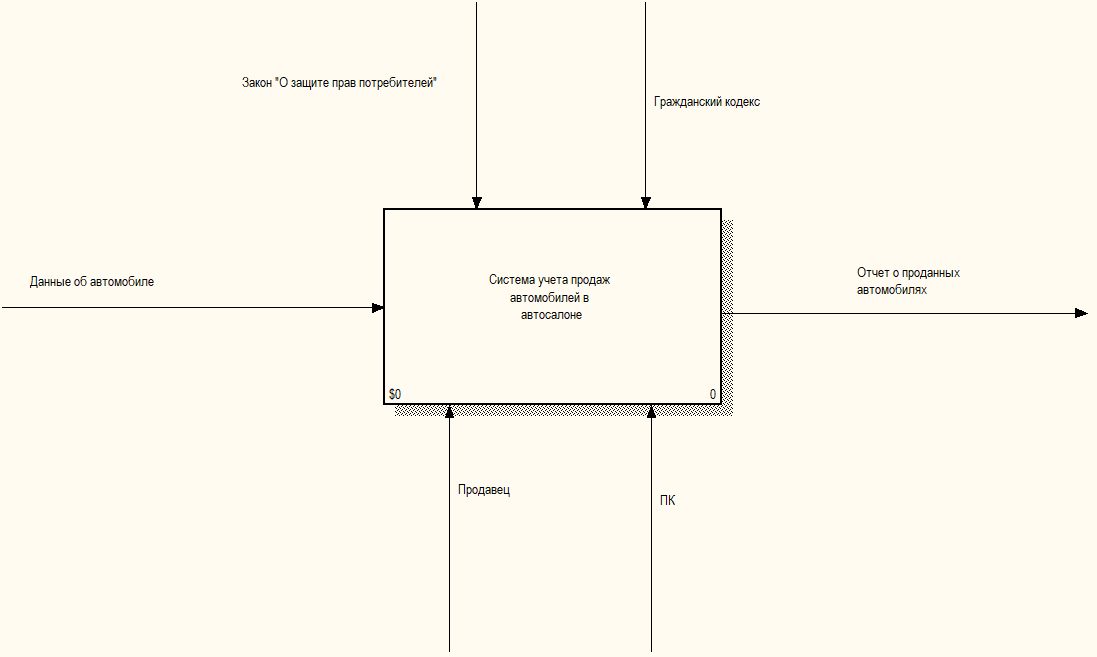 Закон "О защите прав потребителей"
Гражданский кодекс
Данные об автомобиле
Система учета продаж
автомобилей в
автосалоне
Отчет о проданных
автомобилях
$0
0
Продавец
ПК